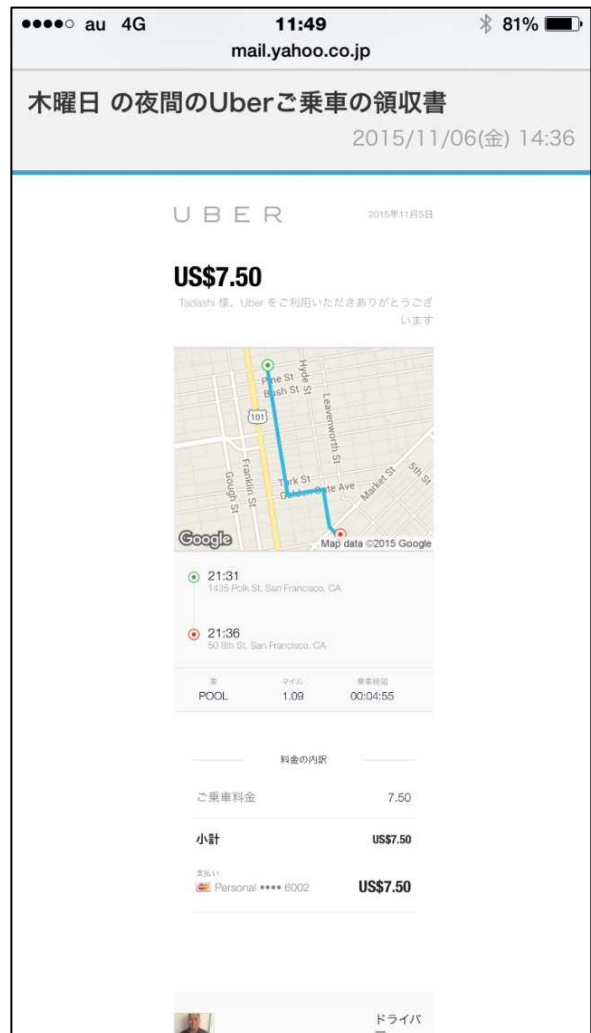 au 4G 11:49 81%
mail.yahoo.co.jp
木曜日 の夜間のUberご乗車の領収書
2015/11/06(金) 14:36
UBER 2015年11月5日
US$7.50
Tadashi 様、Uber をご利用いただきありがとうござ
います
Pine St
Bush St
Hyde St
Leavenworth St
101
Franklin St
Gough St
Turk St
Golden Gate Ave
Market St
5th St
Google
Map data ©2015 Google
21:31
1435 Polk St, San Francisco, CA
21:36
50 8th St, San Francisco, CA
車 マイル 乗車時間
POOL 1.09 00:04:55
料金の内訳
ご乗車料金 7.50
小計 US$7.50
支払い
Personal •••• 6002 US$7.50
ドライバ